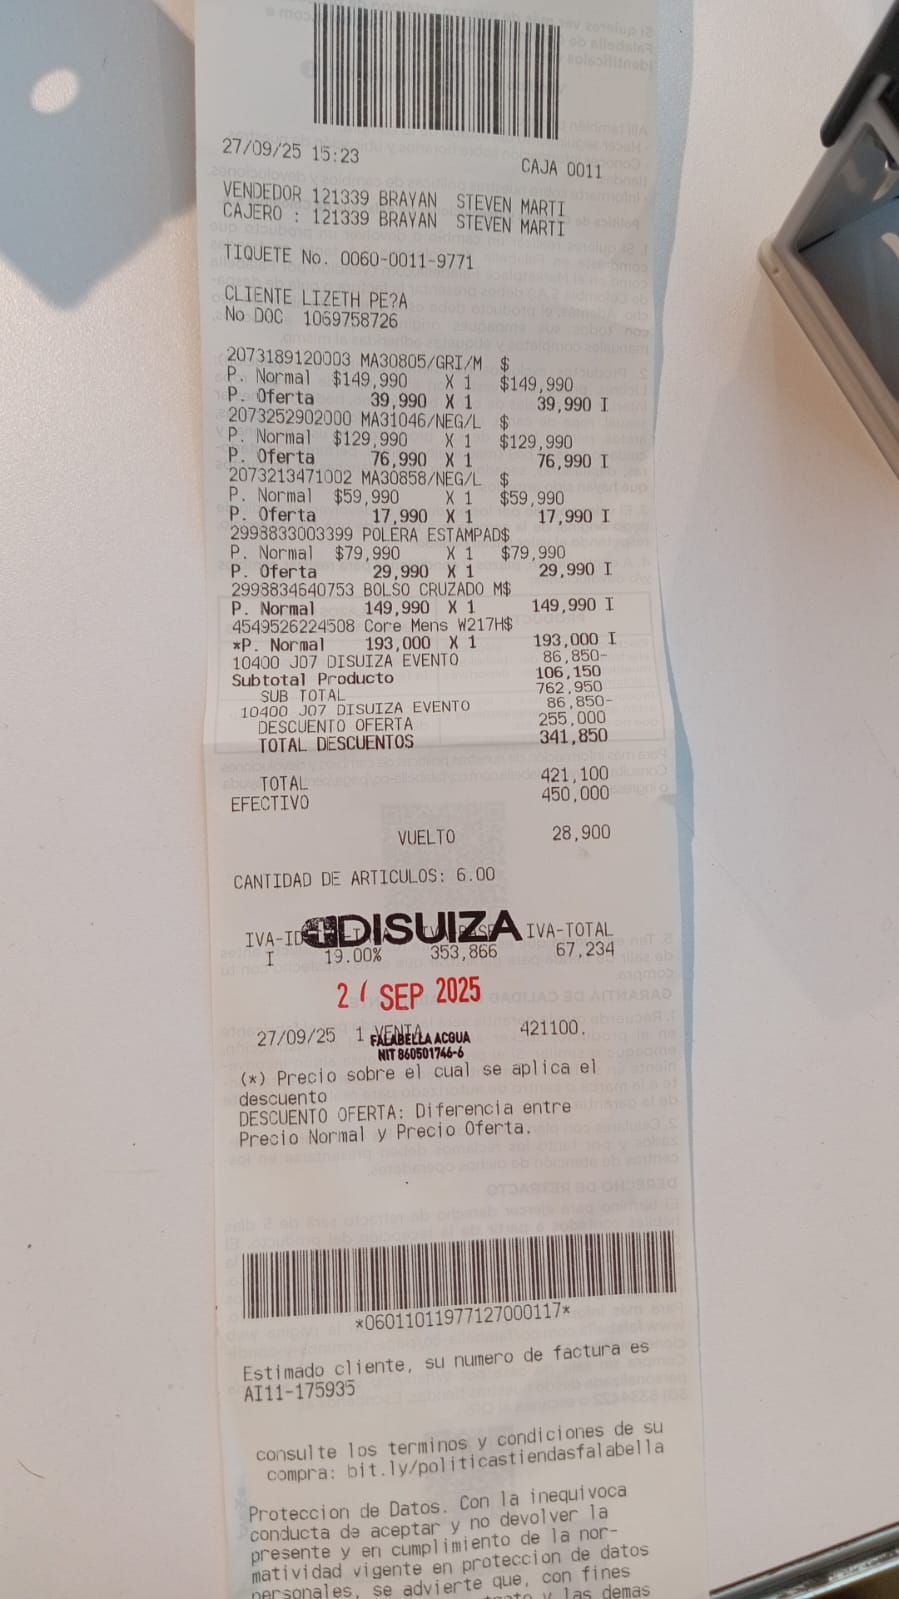 27/09/25 15:23 CAJA 0011
VENDEDOR 121339 BRAYAN STEVEN MARTI
CAJERO : 121339 BRAYAN STEVEN MARTI
TIQUETE No. 0060-0011-9771
CLIENTE LIZETH PE?A
No DOC 1069758726
2073189120003 MA30805/GRI/M $
P. Normal $149,990 X 1 $149,990
P. Oferta 39,990 X 1 39,990 I
2073252902000 MA31046/NEG/L $
P. Normal $129,990 X 1 $129,990
P. Oferta 76,990 X 1 76,990 I
2073213471002 MA30858/NEG/L $
P. Normal $59,990 X 1 $59,990
P. Oferta 17,990 X 1 17,990 I
2998833003399 POLERA ESTAMPAD$
P. Normal $79,990 X 1 $79,990
P. Oferta 29,990 X 1 29,990 I
2998834640753 BOLSO CRUZADO M$
P. Normal 149,990 X 1 149,990 I
4549526224508 Core Mens W217H$
*P. Normal 193,000 X 1 193,000 I
10400 J07 DISUIZA EVENTO 86,850-
Subtotal Producto 106,150
SUB TOTAL 762,950
10400 J07 DISUIZA EVENTO 86,850-
DESCUENTO OFERTA 255,000
TOTAL DESCUENTOS 341,850
TOTAL 421,100
EFECTIVO 450,000
VUELTO 28,900
CANTIDAD DE ARTICULOS: 6.00
DISUIZA
IVA-ID IVA-TOTAL
I 19.00% 353,866 67,234
SEP 2025
27/09/25 1 VENTA 421100.
FALABELLA ACQUA
NIT 860501746-6
(*) Precio sobre el cual se aplica el
descuento
DESCUENTO OFERTA: Diferencia entre
Precio Normal y Precio Oferta.
*06011011977127000117*
Estimado cliente, su numero de factura es
AI11-175935
consulte los terminos y condiciones de su
compra: bit.ly/politicastiendasfalabella
Proteccion de Datos. Con la inequivoca
conducta de aceptar y no devolver la
presente y en cumplimiento de la nor-
matividad vigente en proteccion de datos
personales, se advierte que, con fines
y las demas